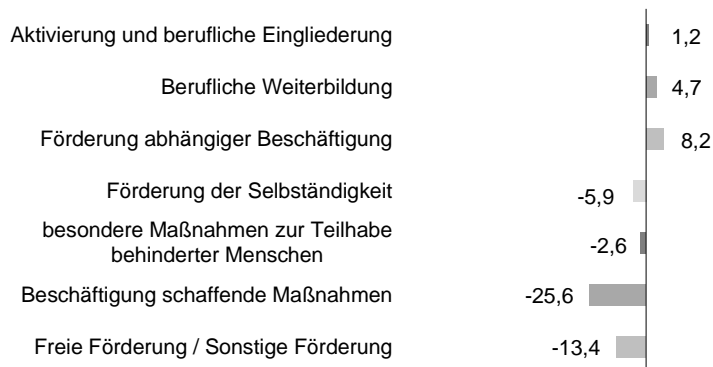 Aktivierung und berufliche Eingliederung 1,2
Berufliche Weiterbildung 4,7
Förderung abhängiger Beschäftigung 8,2
Förderung der Selbständigkeit -5,9
besondere Maßnahmen zur Teilhabe
behinderter Menschen -2,6
Beschäftigung schaffende Maßnahmen -25,6
Freie Förderung / Sonstige Förderung -13,4